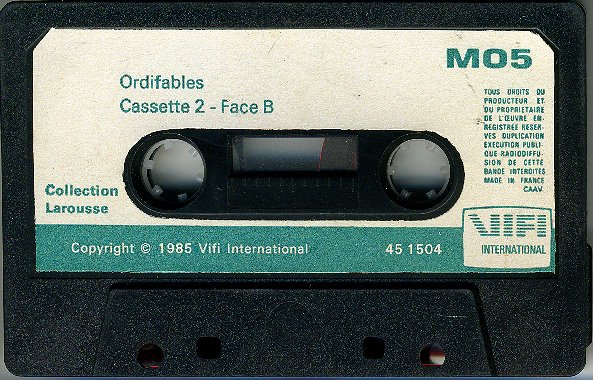 MO5
Ordifables
Cassette 2 - Face B
TOUS DROITS DU
PRODUCTEUR ET
DU PROPRIETAIRE
DE L'ŒUVRE EN-
REGISTREE RESER-
VES DUPLICATION
EXECUTION PUBLI-
QUE RADIODIFFU-
SION DE CETTE
BANDE INTERDITES
MADE IN FRANCE
CAAV.
Collection
Larousse
VIFI
INTERNATIONAL
Copyright © 1985 Vifi International
45 1504